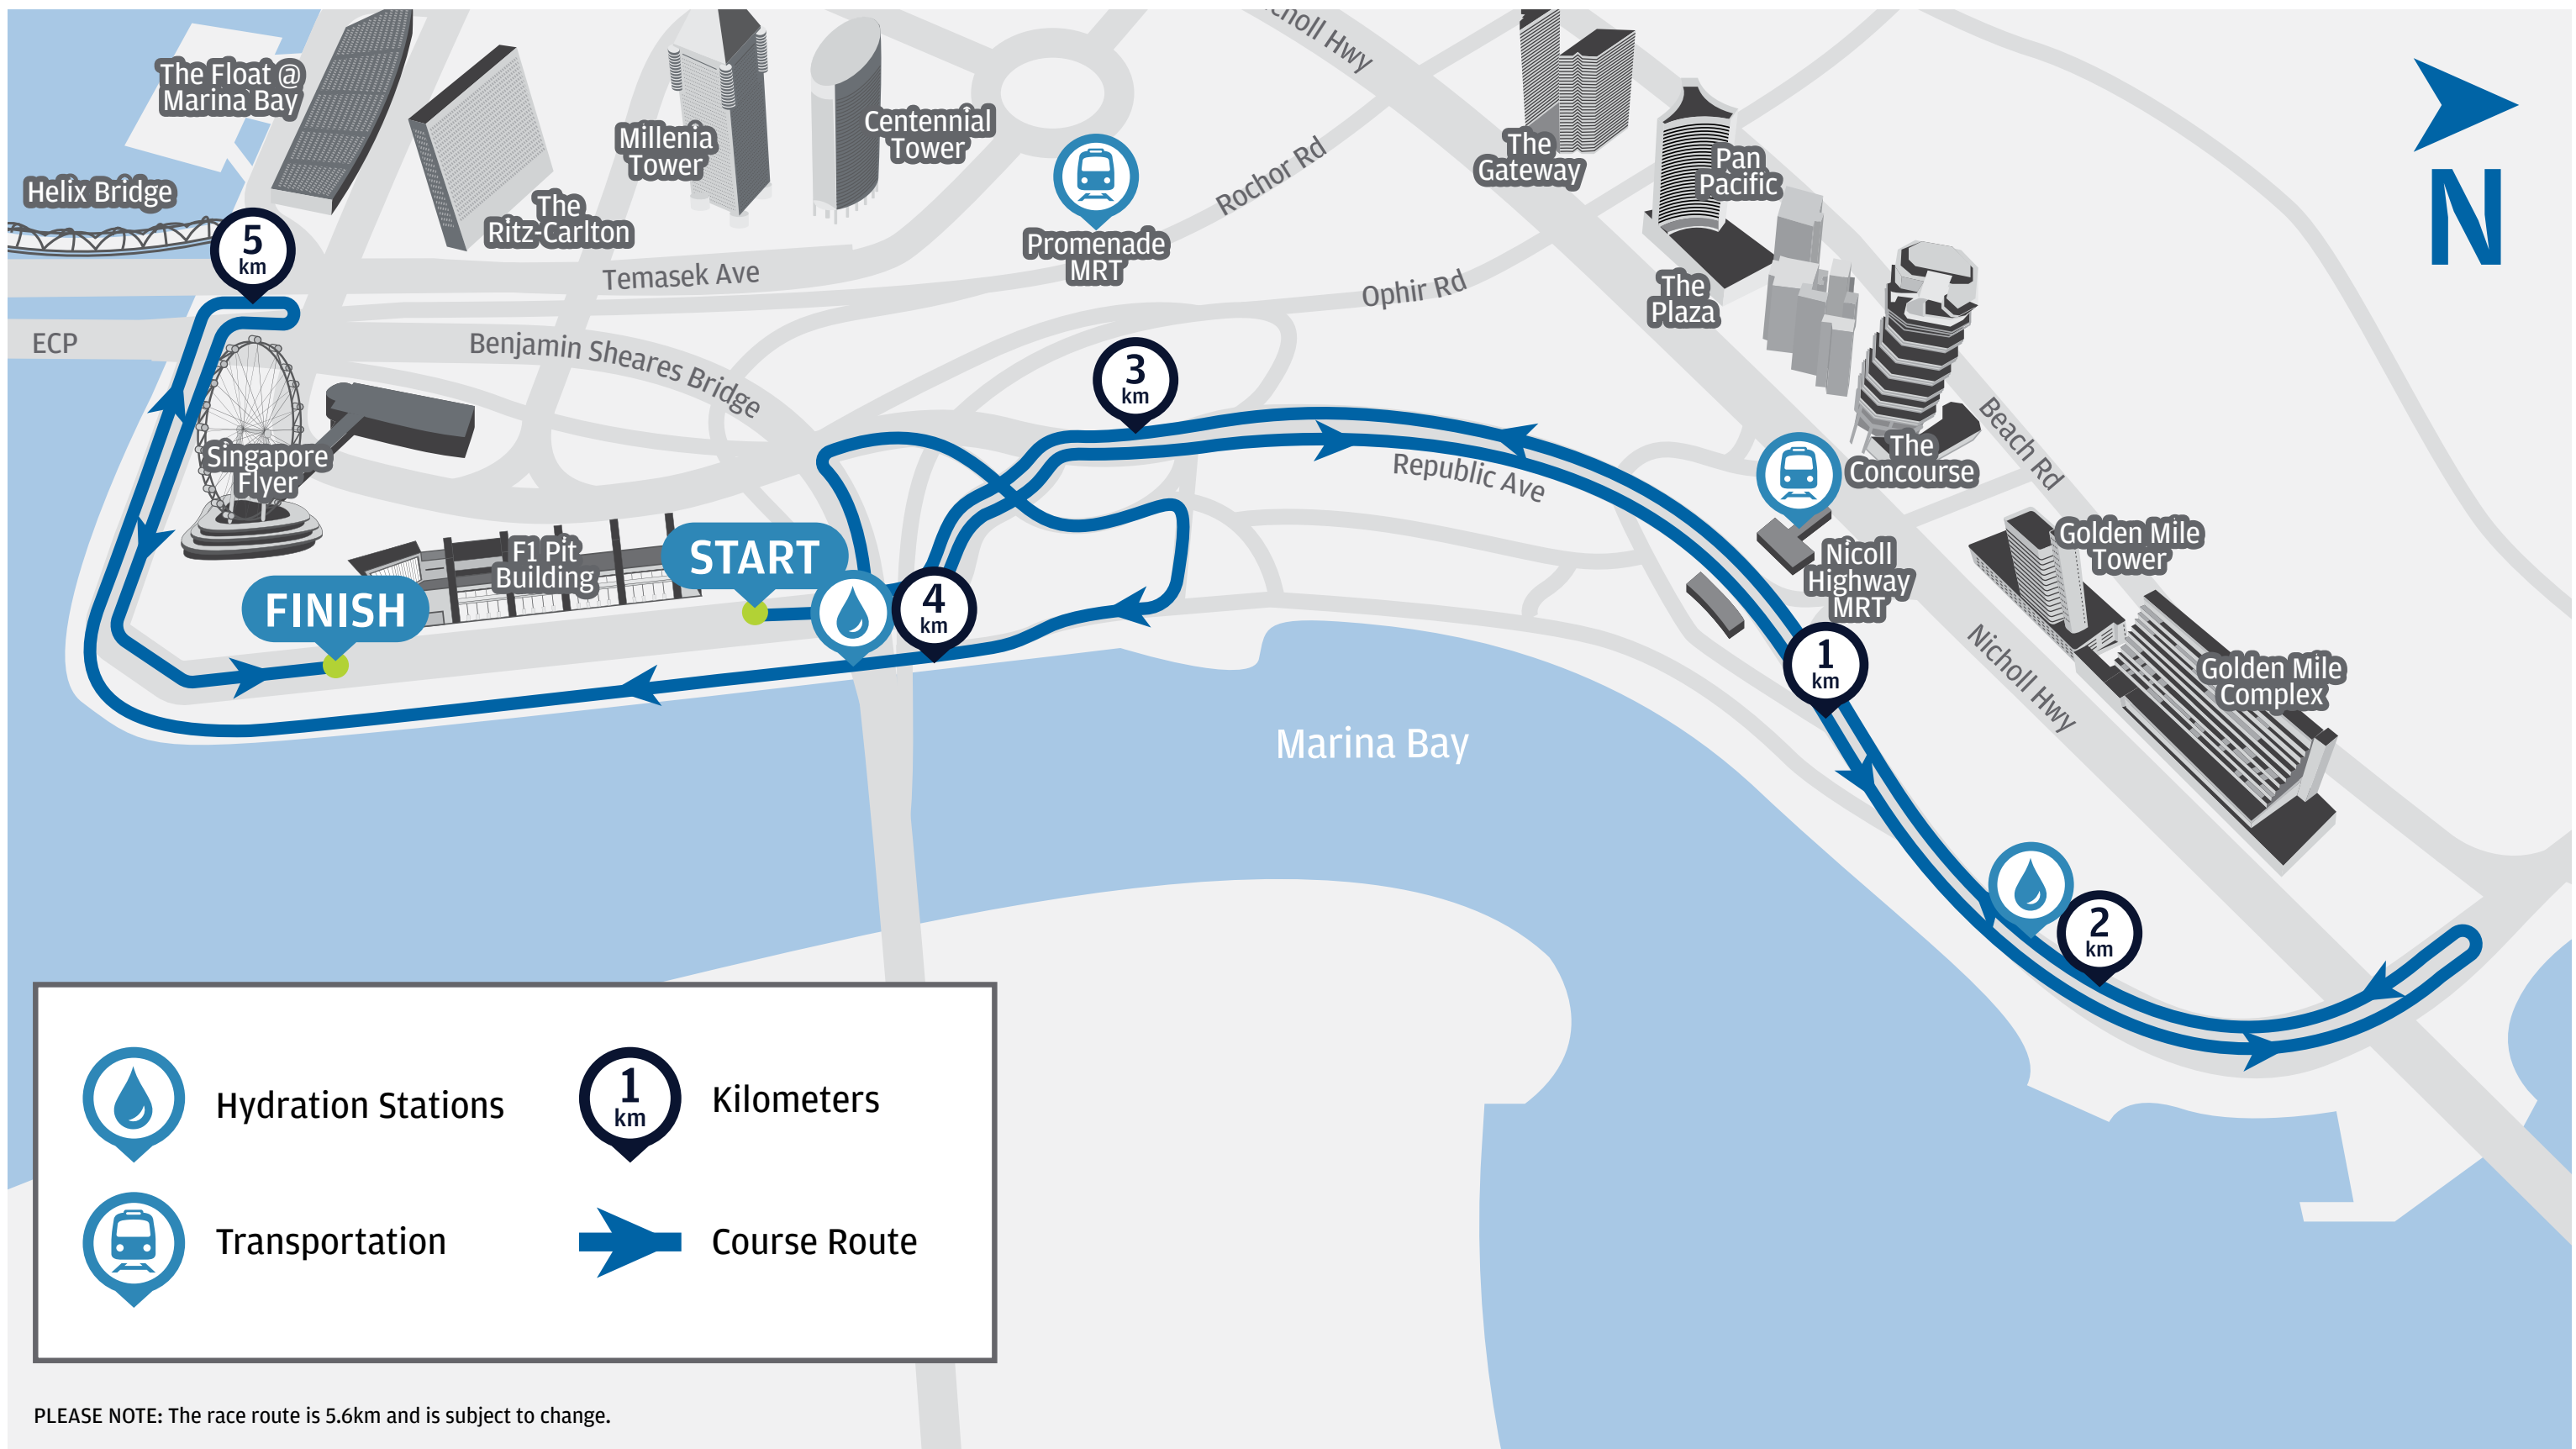 The Float @
Marina Bay
Helix Bridge
5
km
ECP
The
Ritz-Carlton
Millenia
Tower
Centennial
Tower
Temasek Ave
Benjamin Sheares Bridge
Promenade
MRT
Rochor Rd
Ophir Rd
icholl Hwy
The
Gateway
Pan
Pacific
The
Plaza
N
3
km
Republic Ave
The
Concourse
Beach Rd
Singapore
Flyer
F1 Pit
Building
START
FINISH
4
km
Nicoll
Highway
MRT
1
km
Golden Mile
Tower
Nicholl Hwy
Golden Mile
Complex
Marina Bay
2
km
Hydration Stations
1
km
Kilometers
Transportation
Course Route
PLEASE NOTE: The race route is 5.6km and is subject to change.